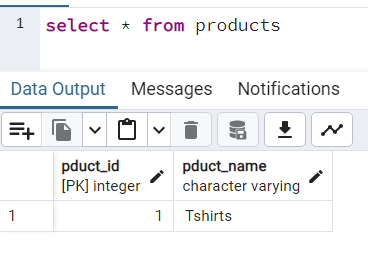 1 select * from products
Data Output Messages Notifications
pduct_id pduct_name
[PK] integer character varying
1 1 Tshirts